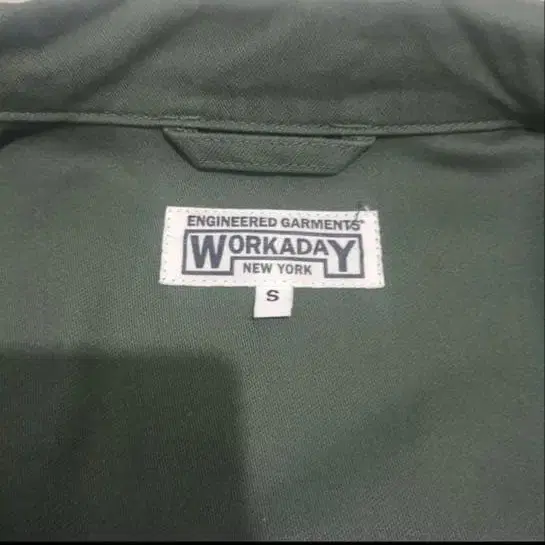 ENGINEERED GARMENTS
WORKADAY
NEW YORK
S